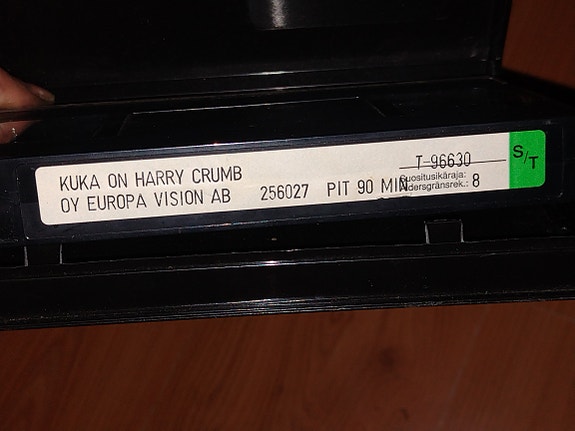 KUKA ON HARRY CRUMB
OY EUROPA VISION AB 256027 PIT 90 MIN
T-96630
Suositusikäraja:
Åldersgränsrek.: 8
S/T